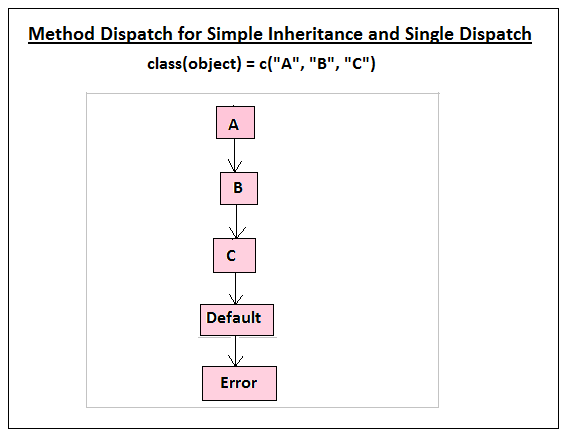 Method Dispatch for Simple Inheritance and Single Dispatch
class(object) = c("A", "B", "C")
A
B
C
Default
Error